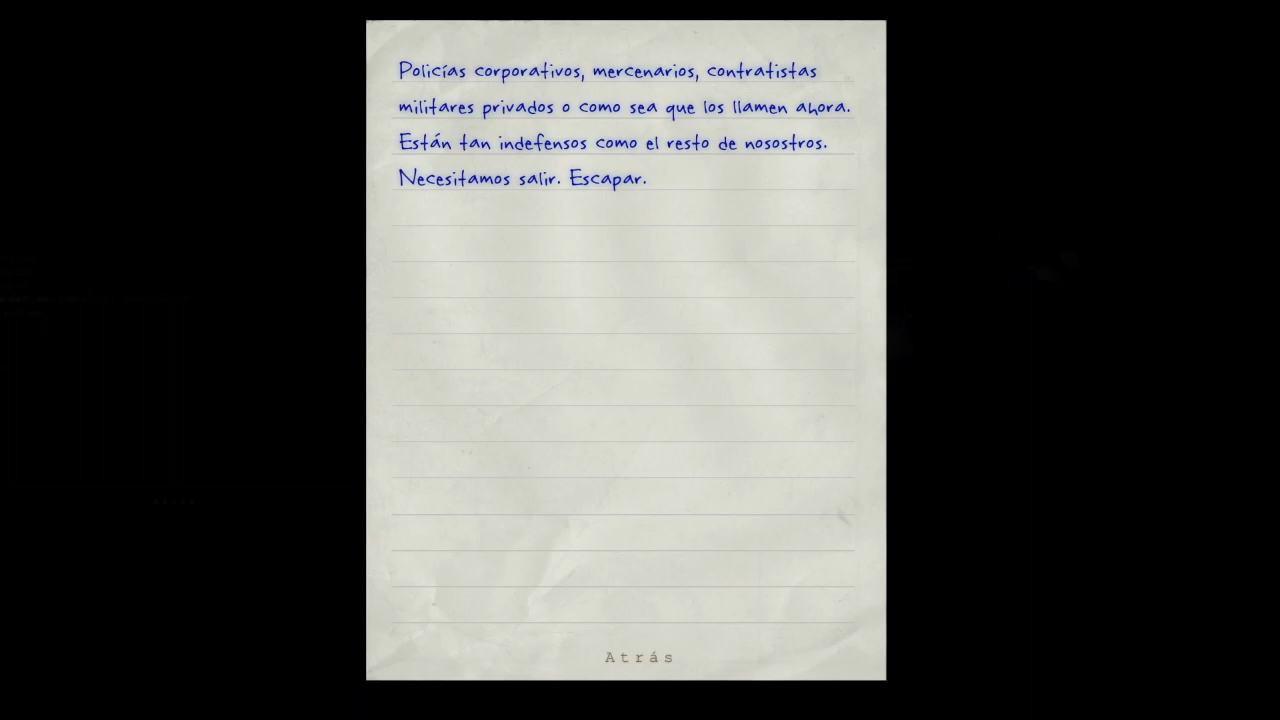 Policías corporativos, mercenarios, contratistas
militares privados o como sea que los llamen ahora.
Están tan indefensos como el resto de nosostros.
Necesitamos salir. Escapar.
Atrás